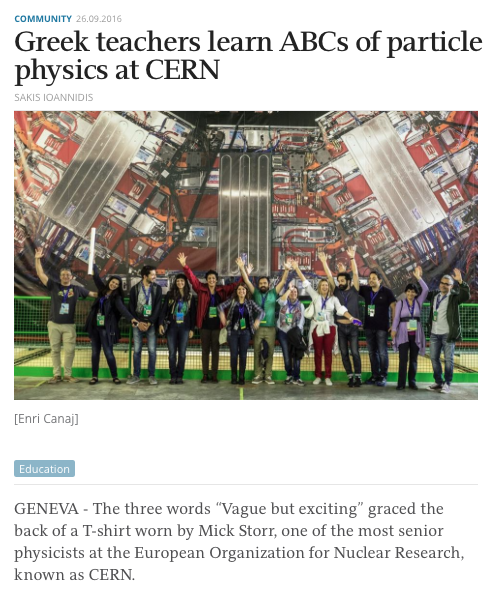 COMMUNITY 26.09.2016
Greek teachers learn ABCs of particle
physics at CERN
SAKIS IOANNIDIS
[Enri Canaj]
Education
GENEVA - The three words “Vague but exciting” graced the
back of a T-shirt worn by Mick Storr, one of the most senior
physicists at the European Organization for Nuclear Research,
known as CERN.